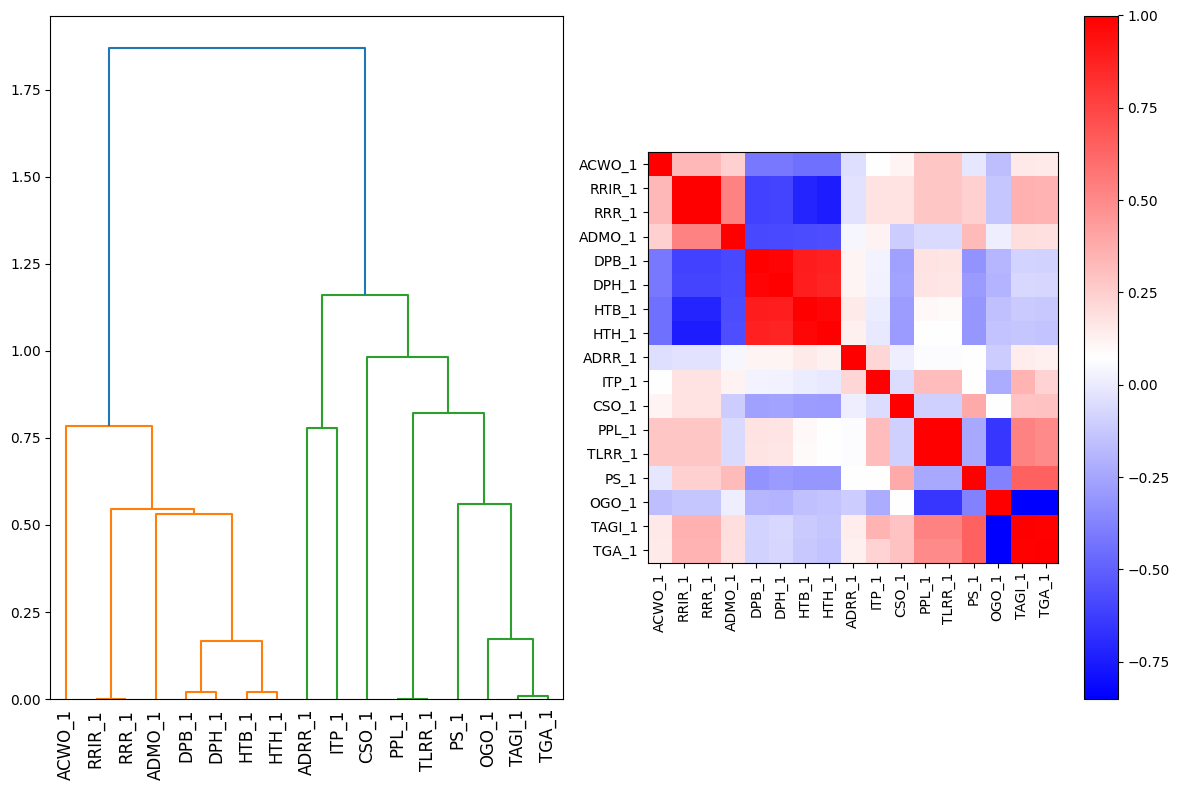 1.75
1.50
1.25
1.00
0.75
0.50
0.25
0.00
ACWO_1
RRIR_1
RRR_1
ADMO_1
DPB_1
DPH_1
HTB_1
HTH_1
ADRR_1
ITP_1
CSO_1
PPL_1
TLRR_1
PS_1
OGO_1
TAGI_1
TGA_1
ACWO_1
RRIR_1
RRR_1
ADMO_1
DPB_1
DPH_1
HTB_1
HTH_1
ADRR_1
ITP_1
CSO_1
PPL_1
TLRR_1
PS_1
OGO_1
TAGI_1
TGA_1
ACWO_1
RRIR_1
RRR_1
ADMO_1
DPB_1
DPH_1
HTB_1
HTH_1
ADRR_1
ITP_1
CSO_1
PPL_1
TLRR_1
PS_1
OGO_1
TAGI_1
TGA_1
1.00
0.75
0.50
0.25
0.00
−0.25
−0.50
−0.75